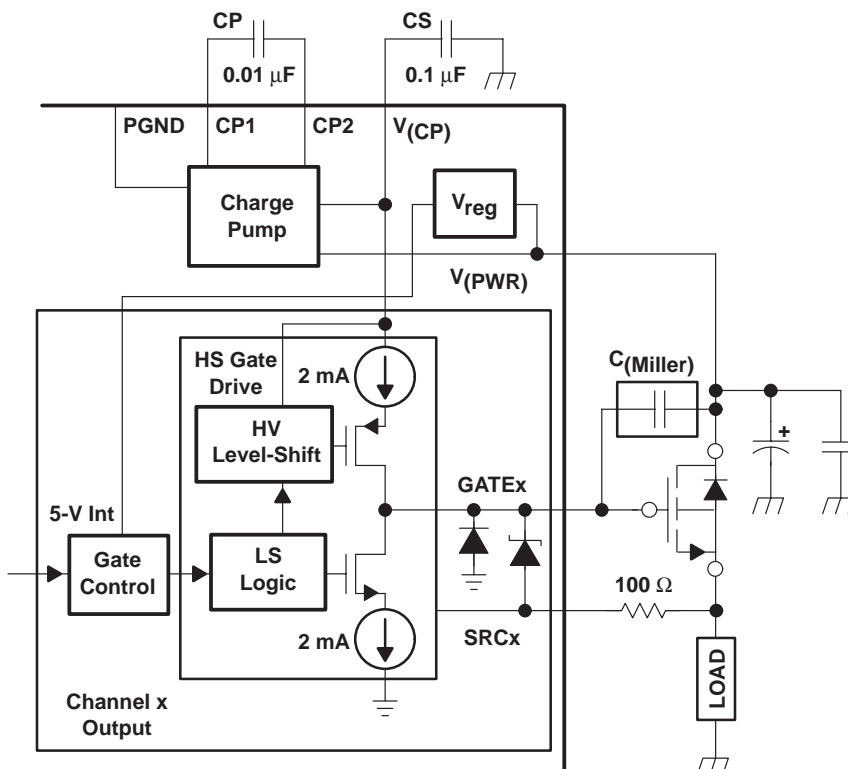 CP
CS
0.01 μF
0.1 μF
PGND
CP1
CP2
V(CP)
Charge
Pump
Vreg
V(PWR)
HS Gate
Drive
2 mA
C(Miller)
HV
Level-Shift
+
GATEx
5-V Int
Gate
Control
LS
Logic
100 Ω
2 mA
SRCx
LOAD
Channel x
Output